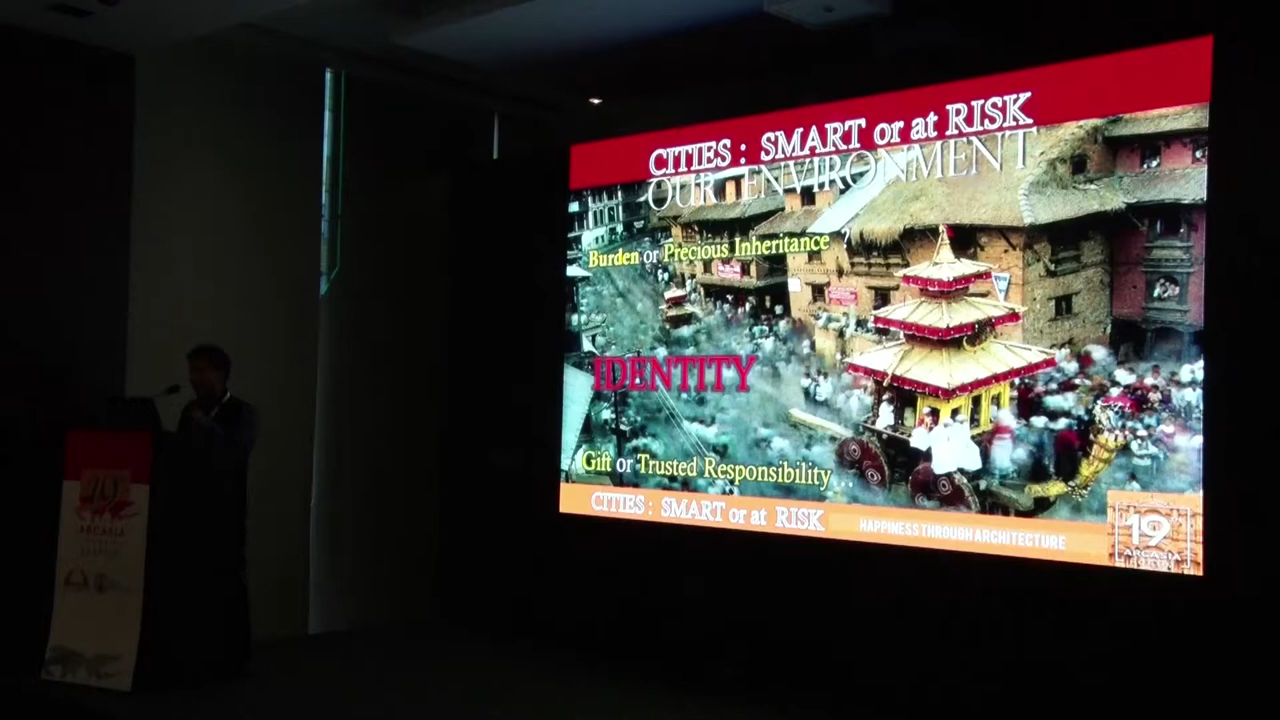 CITIES : SMART or at RISK
OUR ENVIRONMENT
Burden or Precious Inheritance ?
IDENTITY
Gift or Trusted Responsibility
CITIES : SMART or at RISK
HAPPINESS THROUGH ARCHITECTURE
19
ARCASIA
ARCASIA